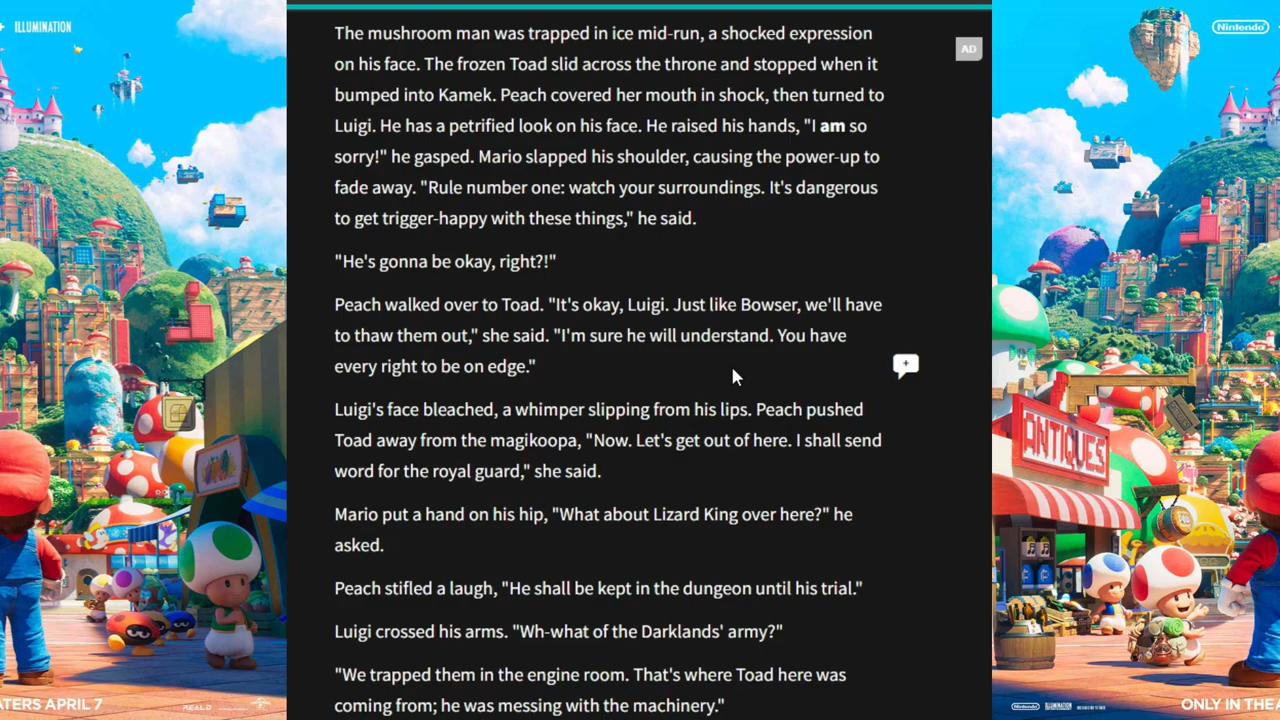 ILLUMINATION
Nintendo
AD
The mushroom man was trapped in ice mid-run, a shocked expression
on his face. The frozen Toad slid across the throne and stopped when it
bumped into Kamek. Peach covered her mouth in shock, then turned to
Luigi. He has a petrified look on his face. He raised his hands, "I am so
sorry!" he gasped. Mario slapped his shoulder, causing the power-up to
fade away. "Rule number one: watch your surroundings. It's dangerous
to get trigger-happy with these things," he said.
"He's gonna be okay, right?!"
Peach walked over to Toad. "It's okay, Luigi. Just like Bowser, we'll have
to thaw them out," she said. "I'm sure he will understand. You have
every right to be on edge."
Luigi's face bleached, a whimper slipping from his lips. Peach pushed
Toad away from the magikoopa, "Now. Let's get out of here. I shall send
word for the royal guard," she said.
Mario put a hand on his hip, "What about Lizard King over here?" he
asked.
Peach stifled a laugh, "He shall be kept in the dungeon until his trial."
Luigi crossed his arms. "Wh-what of the Darklands' army?"
"We trapped them in the engine room. That's where Toad here was
coming from; he was messing with the machinery."
ANTIQUES
ATERS APRIL 7
REAL D
Nintendo
ILLUMINATION
ONLY IN THEA